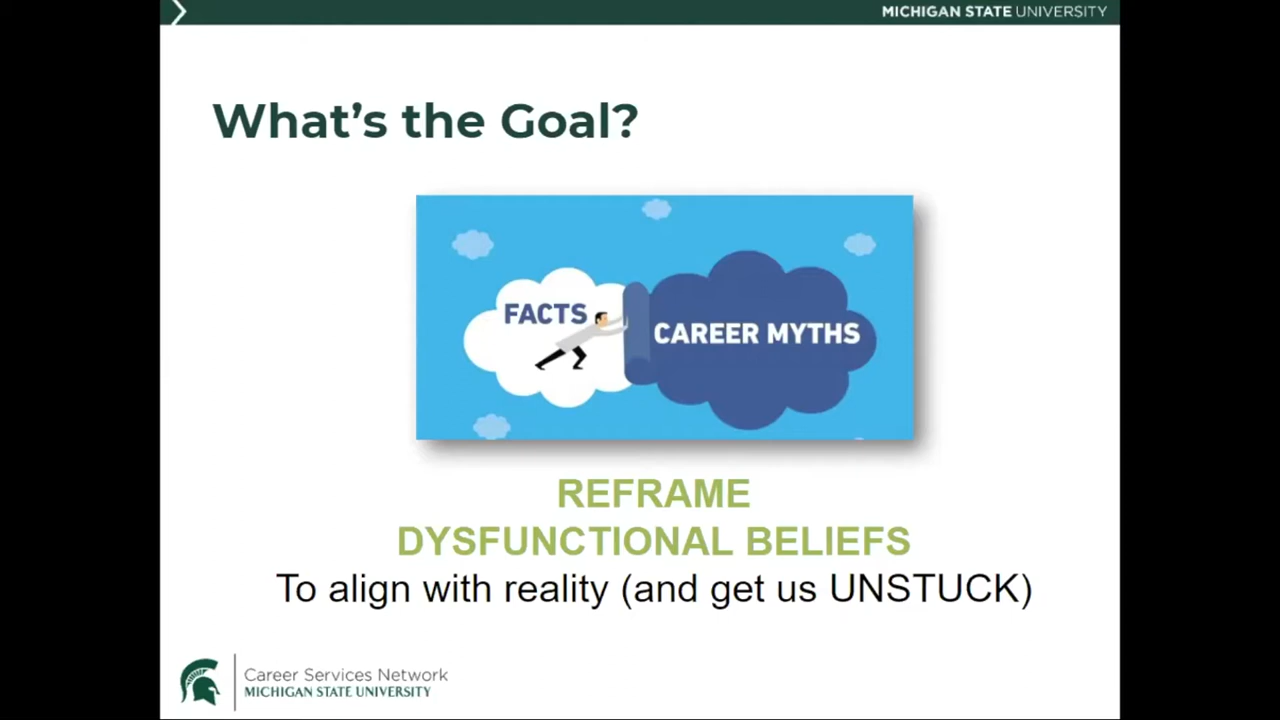 MICHIGAN STATE UNIVERSITY
What's the Goal?
FACTS
CAREER MYTHS
REFRAME
DYSFUNCTIONAL BELIEFS
To align with reality (and get us UNSTUCK)
Career Services Network
MICHIGAN STATE UNIVERSITY